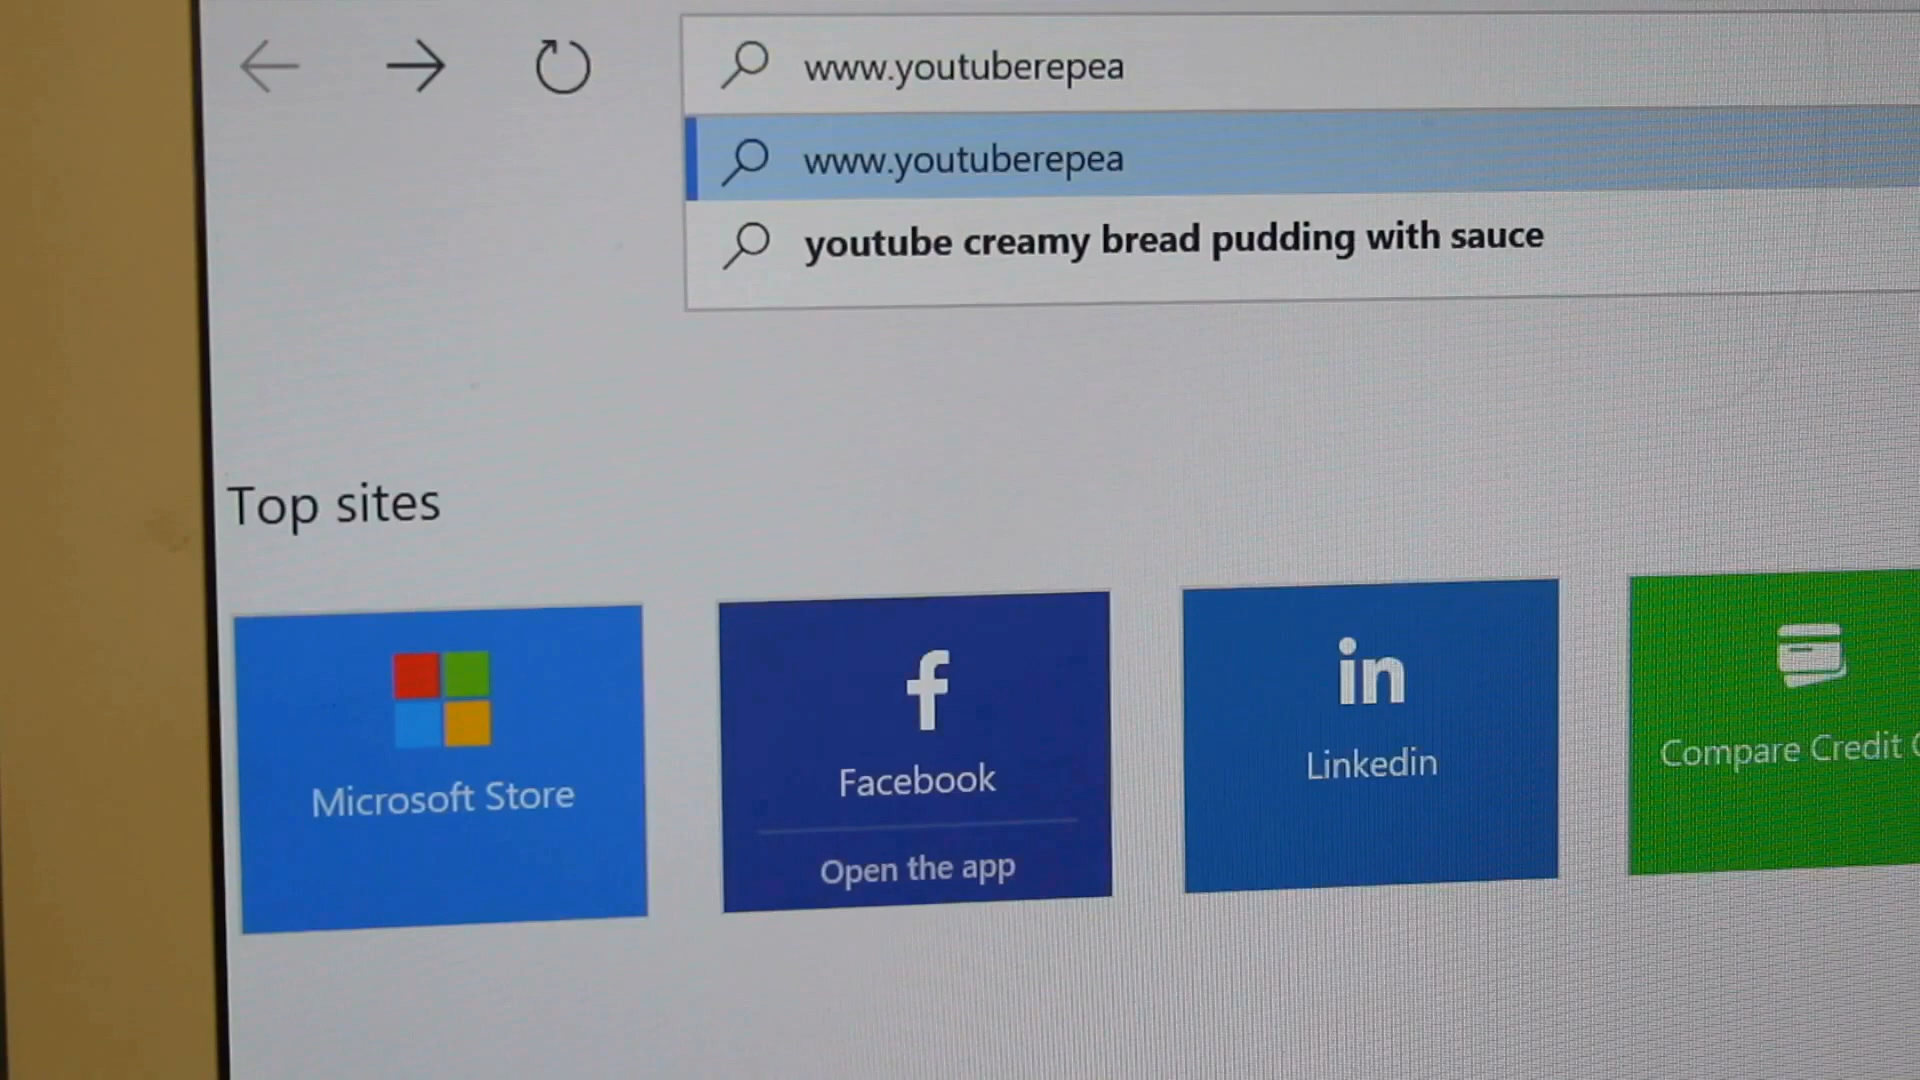 www.youtuberepea
www.youtuberepea
youtube creamy bread pudding with sauce
Top sites
Microsoft Store
Facebook
Open the app
in
Linkedin
Compare Credit